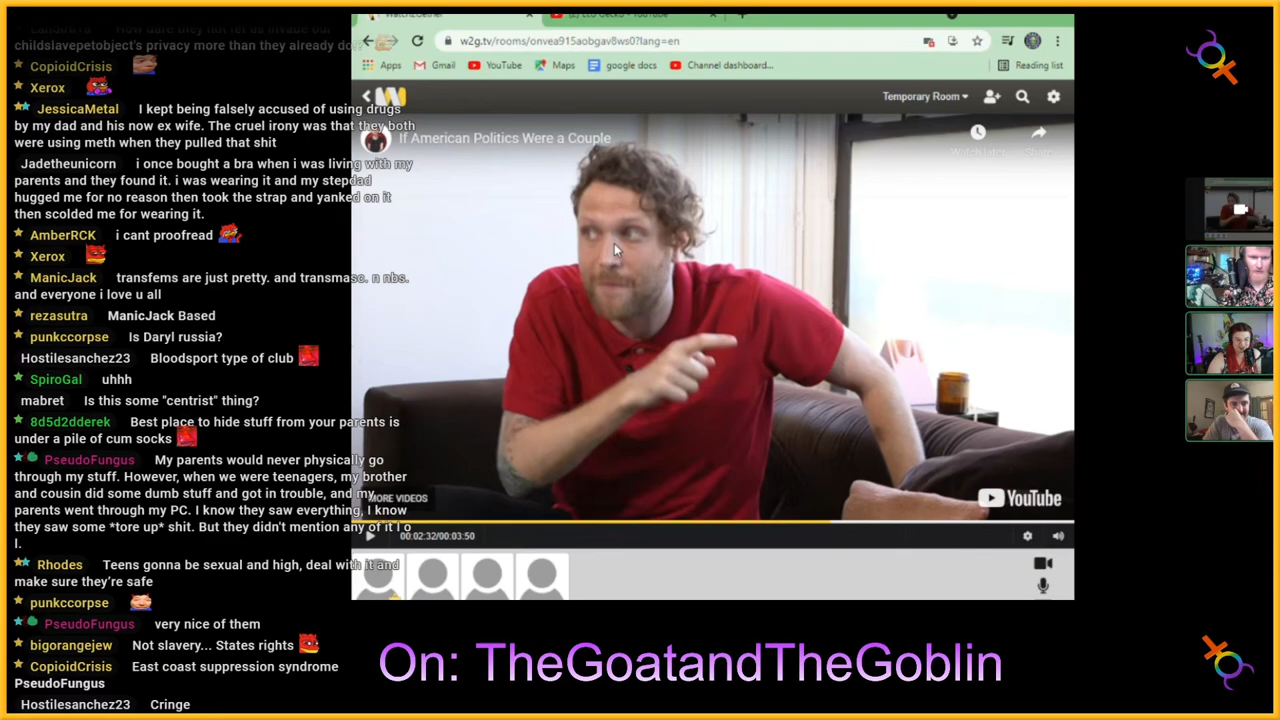 childslavepetobject's privacy more than they already do?
CopioidCrisis
Xerox
JessicaMetal I kept being falsely accused of using drugs
by my dad and his now ex wife. The cruel irony was that they both
were using meth when they pulled that shit
Jadetheunicorn i once bought a bra when i was living with my
parents and they found it. i was wearing it and my stepdad
hugged me for no reason then took the strap and yanked on it
then scolded me for wearing it.
AmberRCK i cant proofread
Xerox
ManicJack transfems are just pretty. and transmasc. n nbs.
and everyone i love u all
rezasutra ManicJack Based
punkccorpse Is Daryl russia?
Hostilesanchez23 Bloodsport type of club
SpiroGal uhhh
mabret Is this some "centrist" thing?
8d5d2dderek Best place to hide stuff from your parents is
under a pile of cum socks
PseudoFungus My parents would never physically go
through my stuff. However, when we were teenagers, my brother
and cousin did some dumb stuff and got in trouble, and my
parents went through my PC. I know they saw everything, I know
they saw some *tore up* shit. But they didn't mention any of it l o
l.
Rhodes Teens gonna be sexual and high, deal with it and
make sure they're safe
punkccorpse
PseudoFungus very nice of them
bigorangejew Not slavery... States rights
CopioidCrisis East coast suppression syndrome
PseudoFungus
Hostilesanchez23 Cringe
w2g.tv/rooms/onvea915aobgav8ws0?lang=en
Apps Gmail YouTube Maps google docs Channel dashboard... Reading list
Temporary Room
If American Politics Were a Couple
Watch later Share
MORE VIDEOS
YouTube
00:02:32/00:03:50
On: TheGoatandTheGoblin